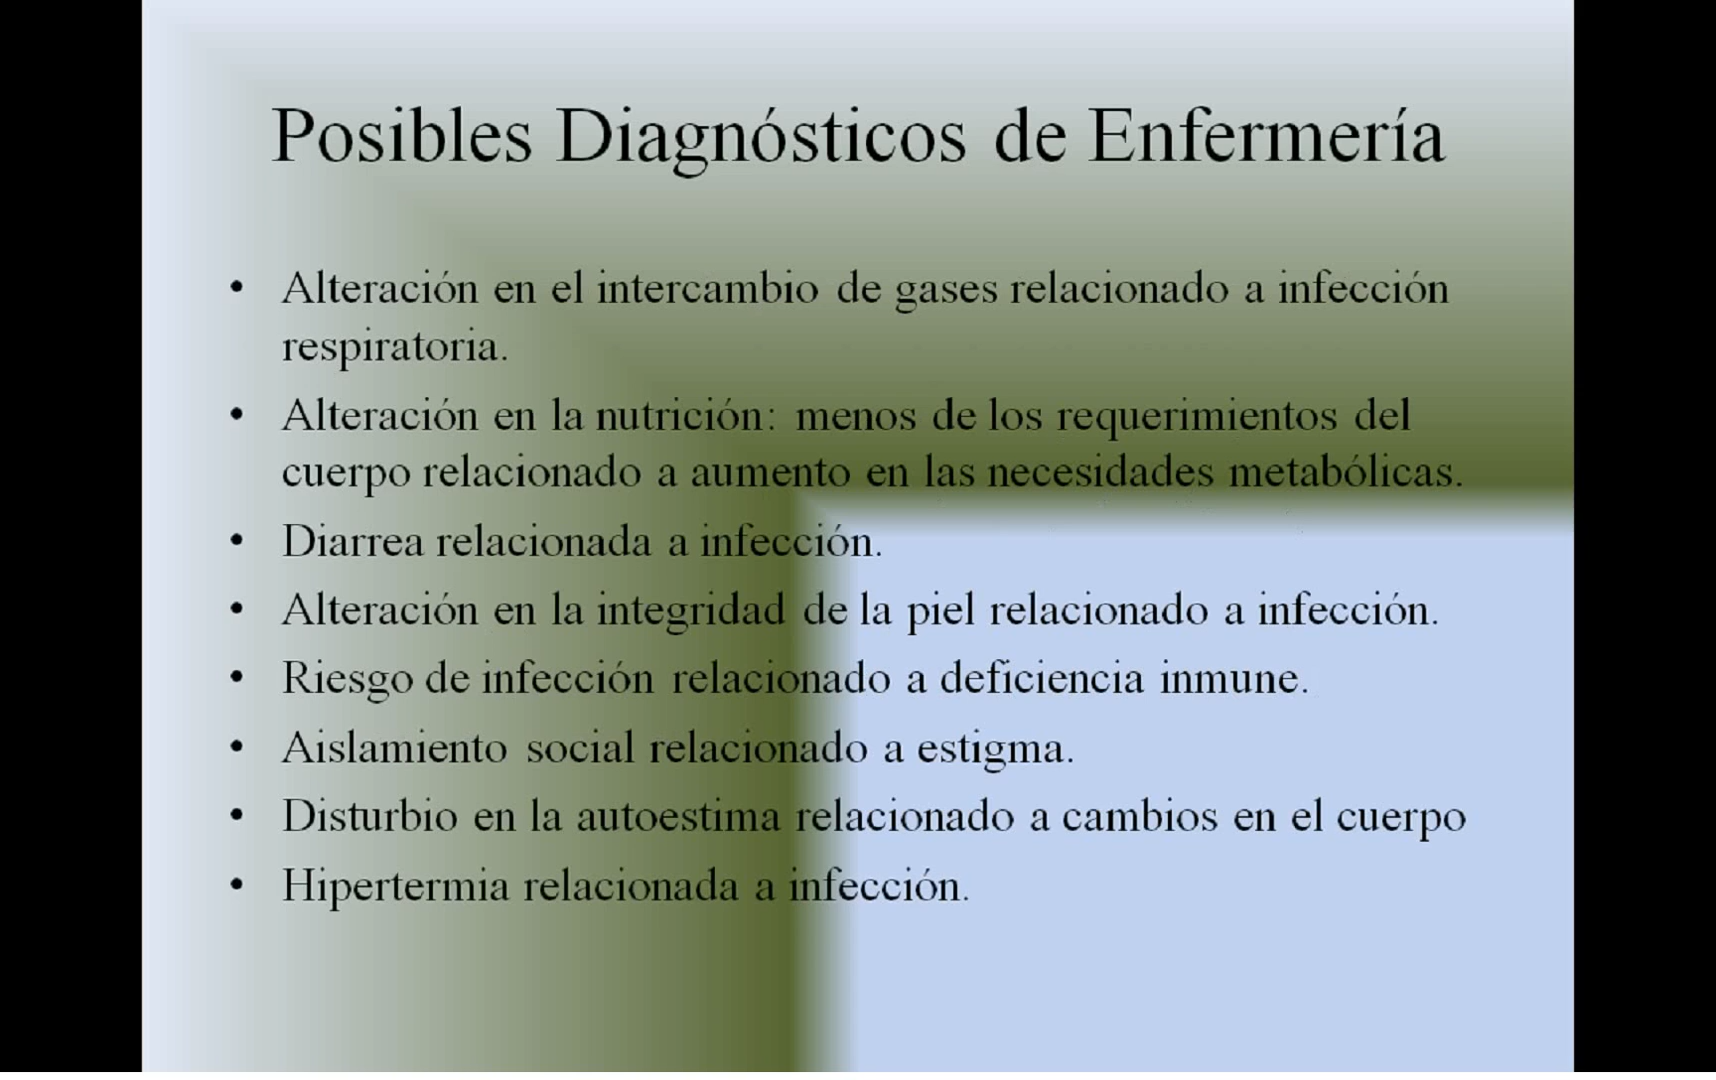 Posibles Diagnósticos de Enfermería
• Alteración en el intercambio de gases relacionado a infección
respiratoria.
• Alteración en la nutrición: menos de los requerimientos del
cuerpo relacionado a aumento en las necesidades metabólicas.
• Diarrea relacionada a infección.
• Alteración en la integridad de la piel relacionado a infección.
• Riesgo de infección relacionado a deficiencia inmune.
• Aislamiento social relacionado a estigma.
• Disturbio en la autoestima relacionado a cambios en el cuerpo
• Hipertermia relacionada a infección.